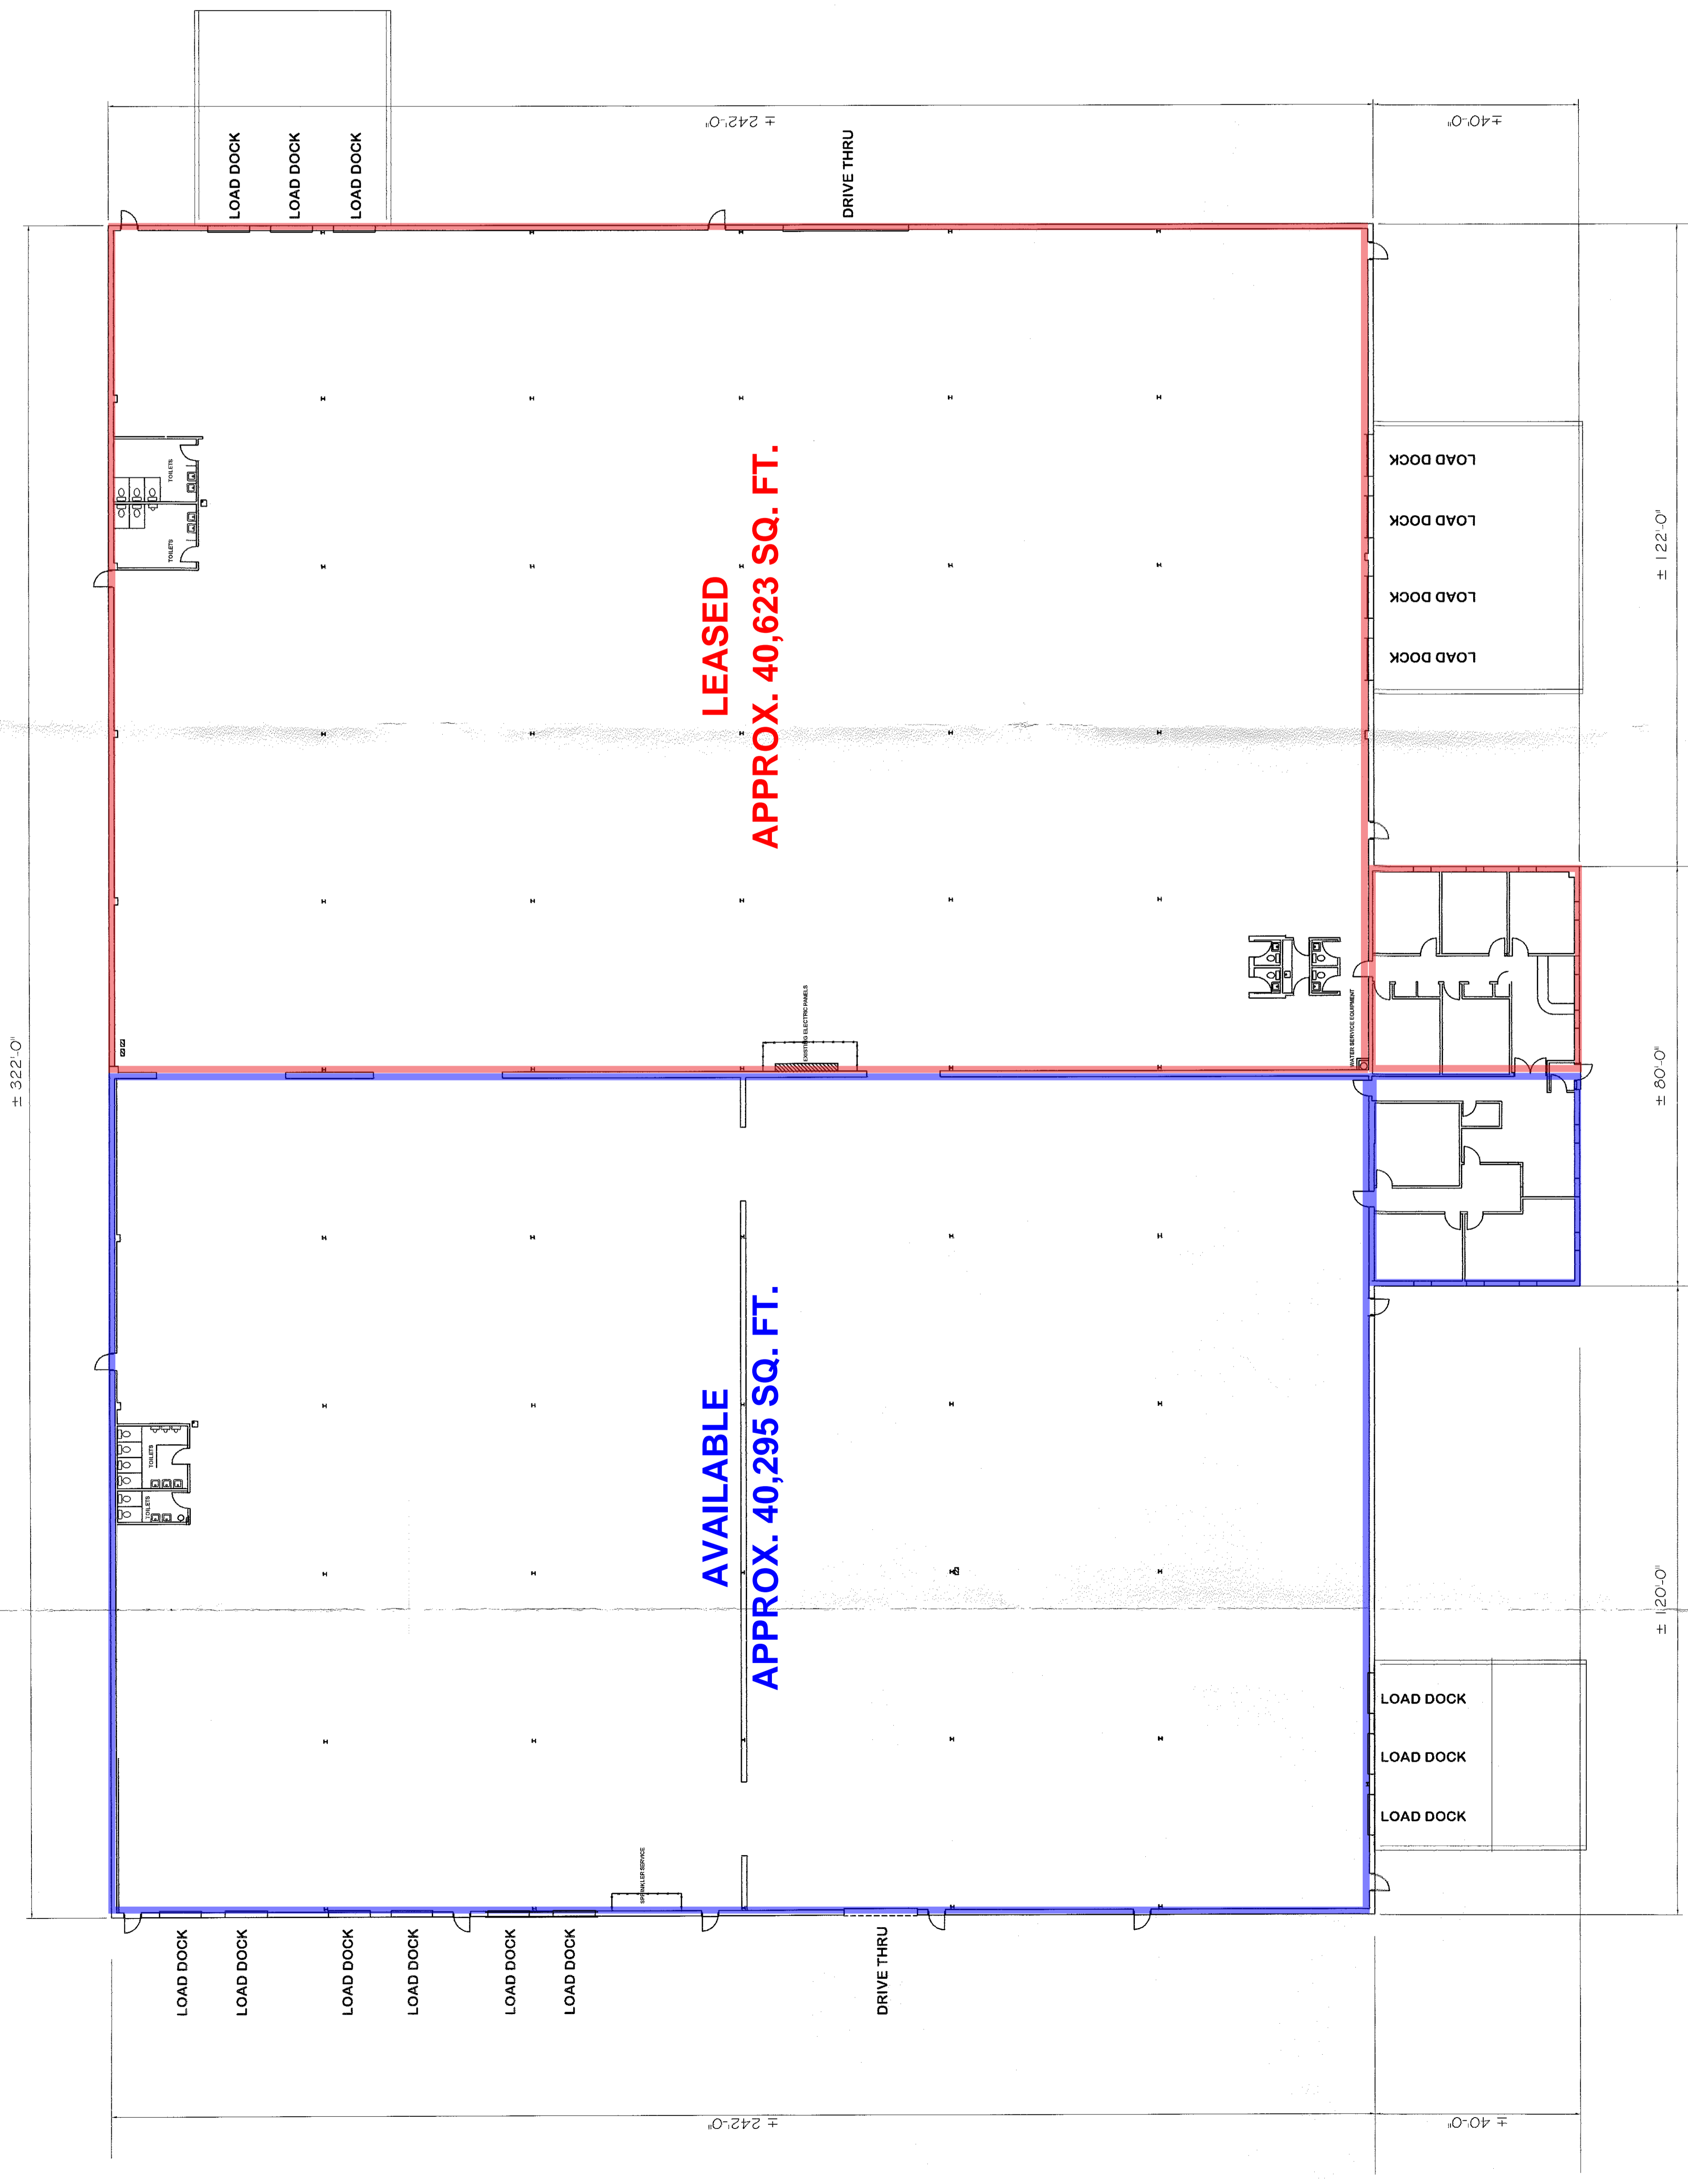 ± 242'-0"
±40'-0"
LOAD DOCK
LOAD DOCK
LOAD DOCK
DRIVE THRU
TOILETS
TOILETS
LEASED
APPROX. 40,623 SQ. FT.
LOAD DOCK
LOAD DOCK
LOAD DOCK
LOAD DOCK
± 122'-0"
± 322'-0"
EXISTING ELECTRIC PANELS
WATER SERVICE EQUIPMENT
± 80'-0"
TOILETS
TOILETS
AVAILABLE
APPROX. 40,295 SQ. FT.
± 120'-0"
LOAD DOCK
LOAD DOCK
LOAD DOCK
SPRINKLER SERVICE
LOAD DOCK
LOAD DOCK
LOAD DOCK
LOAD DOCK
LOAD DOCK
LOAD DOCK
DRIVE THRU
± 242'-0"
± 40'-0"